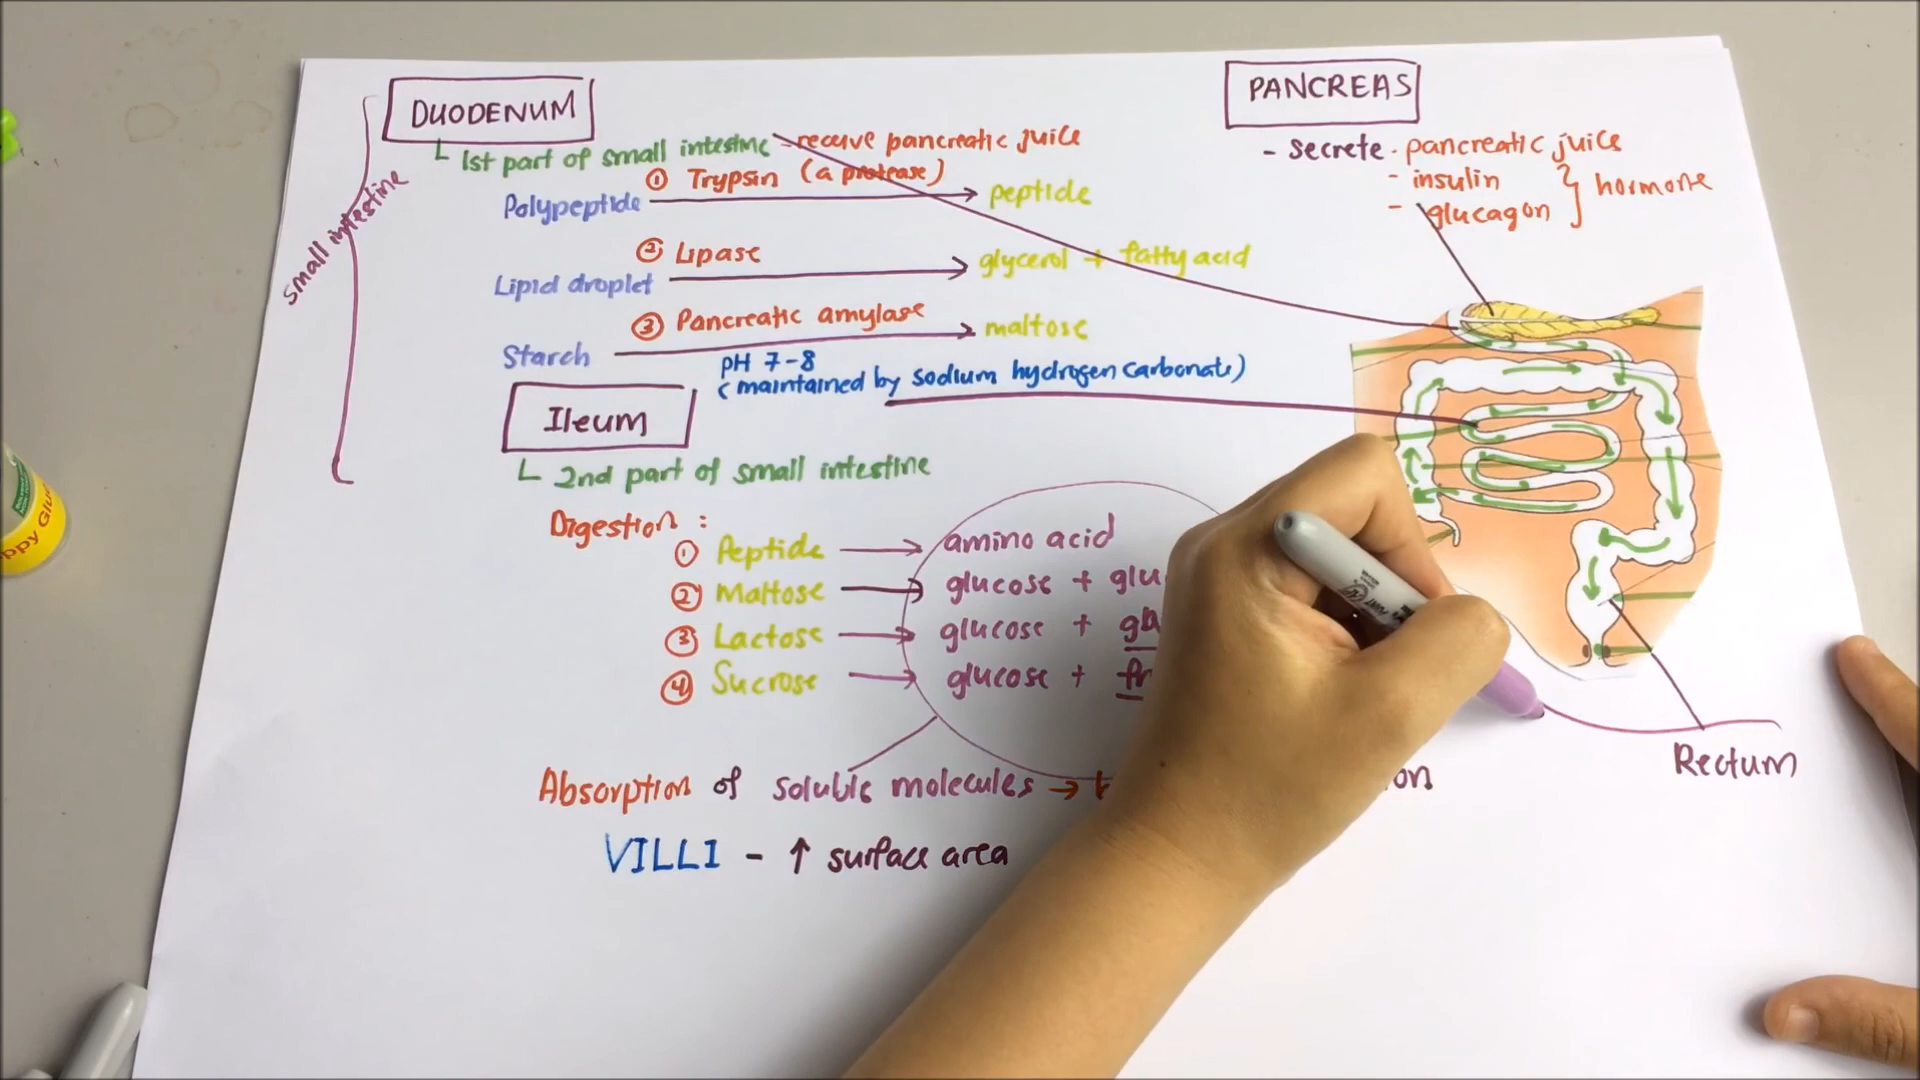 DUODENUM
└ 1st part of small intestine - receive pancreatic juice
① Trypsin (a protease)
Polypeptide → peptide
② Lipase
Lipid droplet → glycerol + fatty acid
③ Pancreatic amylase
Starch → maltose
pH 7-8
(maintained by sodium hydrogen carbonate)
small intestine
Ileum
└ 2nd part of small intestine
Digestion :
① Peptide → amino acid
② Maltose → glucose + glu
③ Lactose → glucose +
④ Sucrose → glucose +
Absorption of soluble molecules →
VILLI - ↑ surface area
PANCREAS
- secrete - pancreatic juice
- insulin } hormone
- glucagon
Rectum